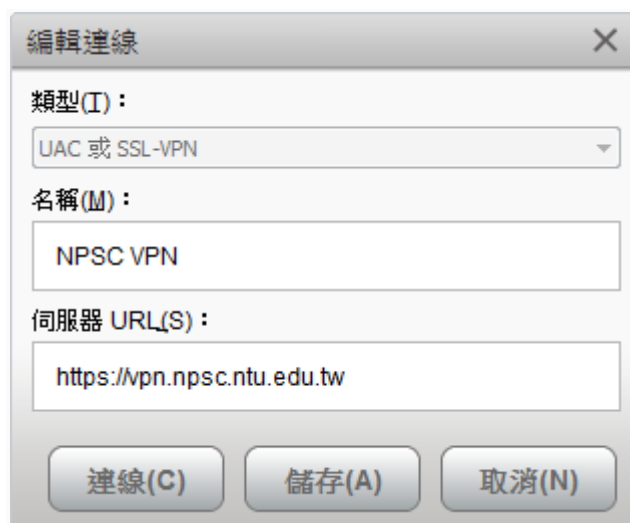 編輯連線
類型(T)：
UAC 或 SSL-VPN
名稱(M)：
NPSC VPN
伺服器 URL(S)：
https://vpn.npsc.ntu.edu.tw
連線(C) 儲存(A) 取消(N)